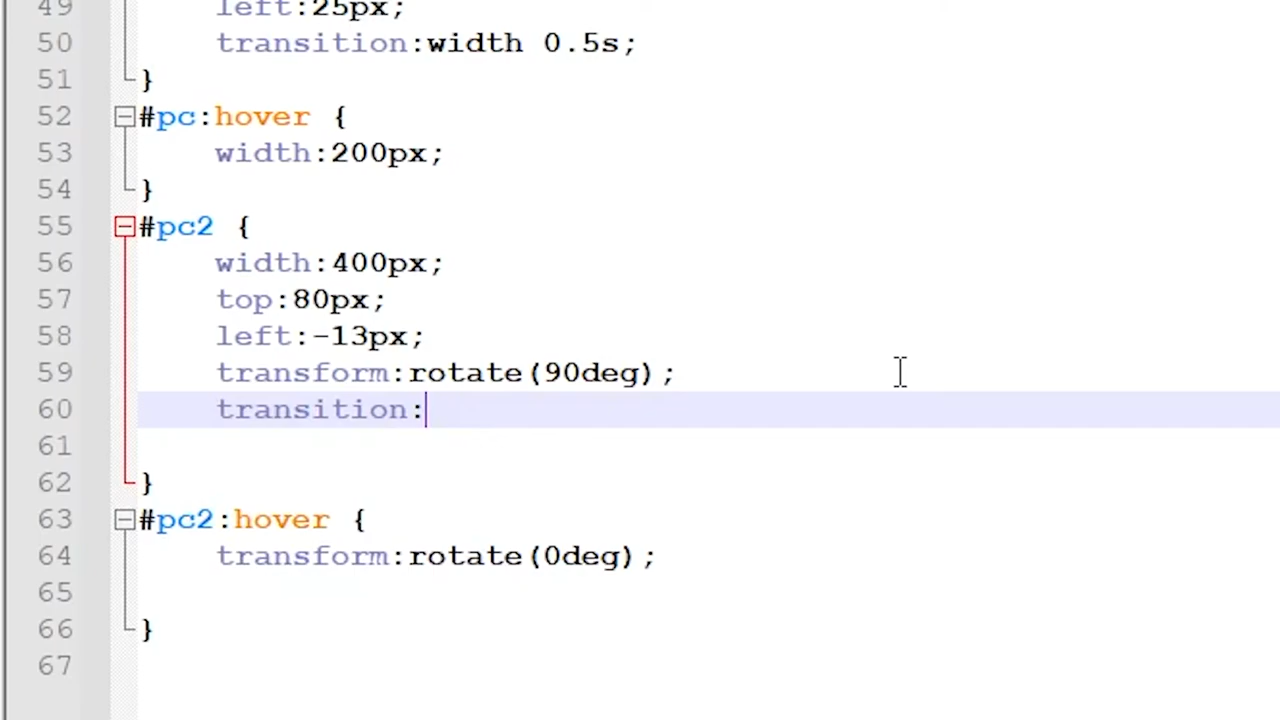 49 left:25px;
50 transition:width 0.5s;
51 }
52 #pc:hover {
53 width:200px;
54 }
55 #pc2 {
56 width:400px;
57 top:80px;
58 left:-13px;
59 transform:rotate(90deg);
60 transition:
61
62 }
63 #pc2:hover {
64 transform:rotate(0deg);
65
66 }
67